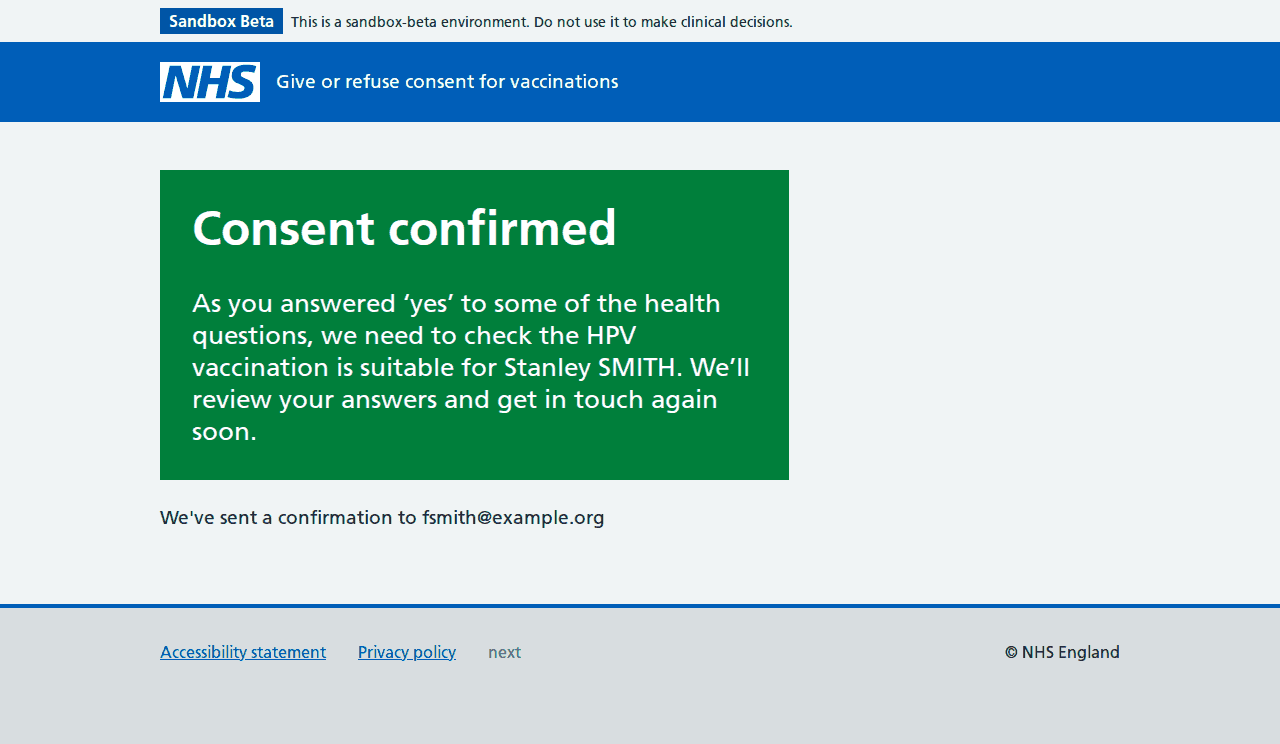 Sandbox Beta This is a sandbox-beta environment. Do not use it to make clinical decisions.
NHS Give or refuse consent for vaccinations
Consent confirmed
As you answered ‘yes’ to some of the health
questions, we need to check the HPV
vaccination is suitable for Stanley SMITH. We’ll
review your answers and get in touch again
soon.
We've sent a confirmation to fsmith@example.org
Accessibility statement Privacy policy next © NHS England